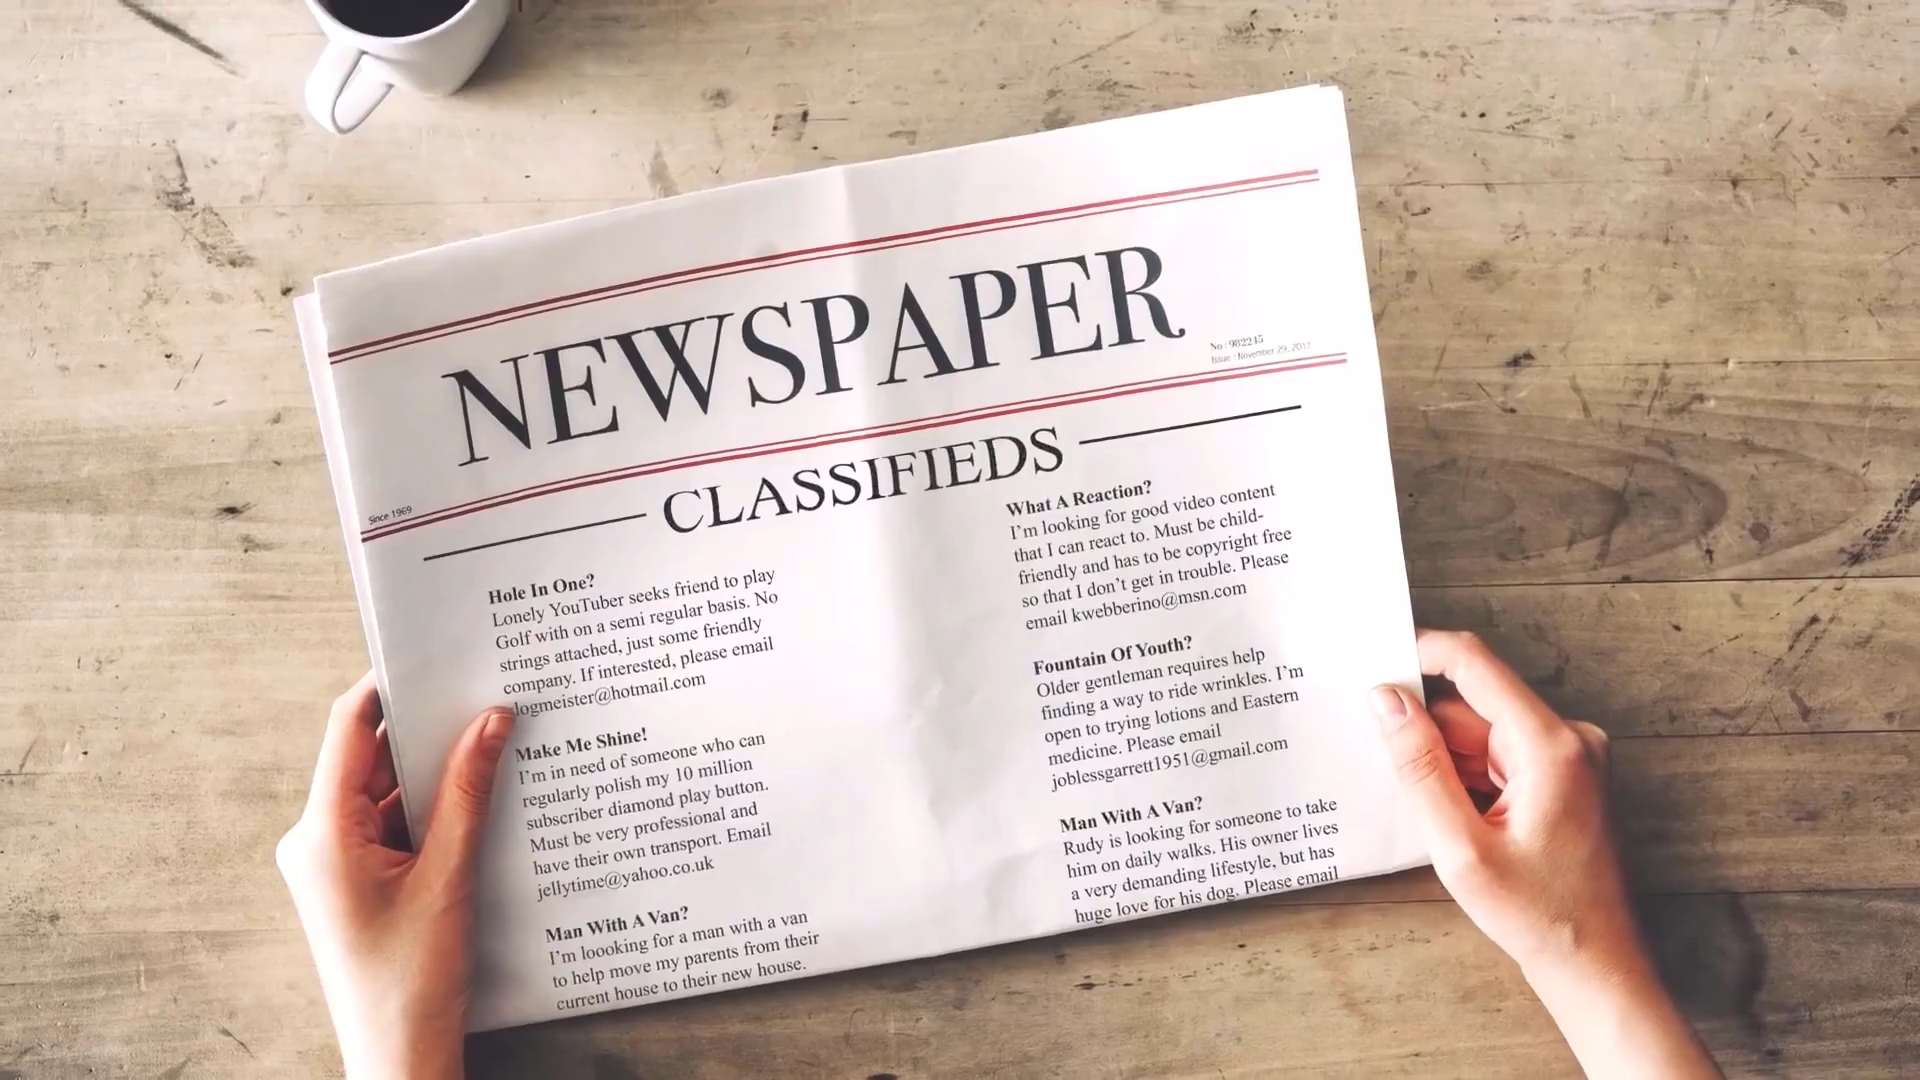 NEWSPAPER
No : 982245
Issue : November 29, 2017
Since 1969
CLASSIFIEDS
Hole In One?
Lonely YouTuber seeks friend to play
Golf with on a semi regular basis. No
strings attached, just some friendly
company. If interested, please email
logmeister@hotmail.com
Make Me Shine!
I'm in need of someone who can
regularly polish my 10 million
subscriber diamond play button.
Must be very professional and
have their own transport. Email
jellytime@yahoo.co.uk
Man With A Van?
I'm loooking for a man with a van
to help move my parents from their
current house to their new house.
What A Reaction?
I'm looking for good video content
that I can react to. Must be child-
friendly and has to be copyright free
so that I don't get in trouble. Please
email kwebberino@msn.com
Fountain Of Youth?
Older gentleman requires help
finding a way to ride wrinkles. I'm
open to trying lotions and Eastern
medicine. Please email
joblessgarrett1951@gmail.com
Man With A Van?
Rudy is looking for someone to take
him on daily walks. His owner lives
a very demanding lifestyle, but has
huge love for his dog. Please email